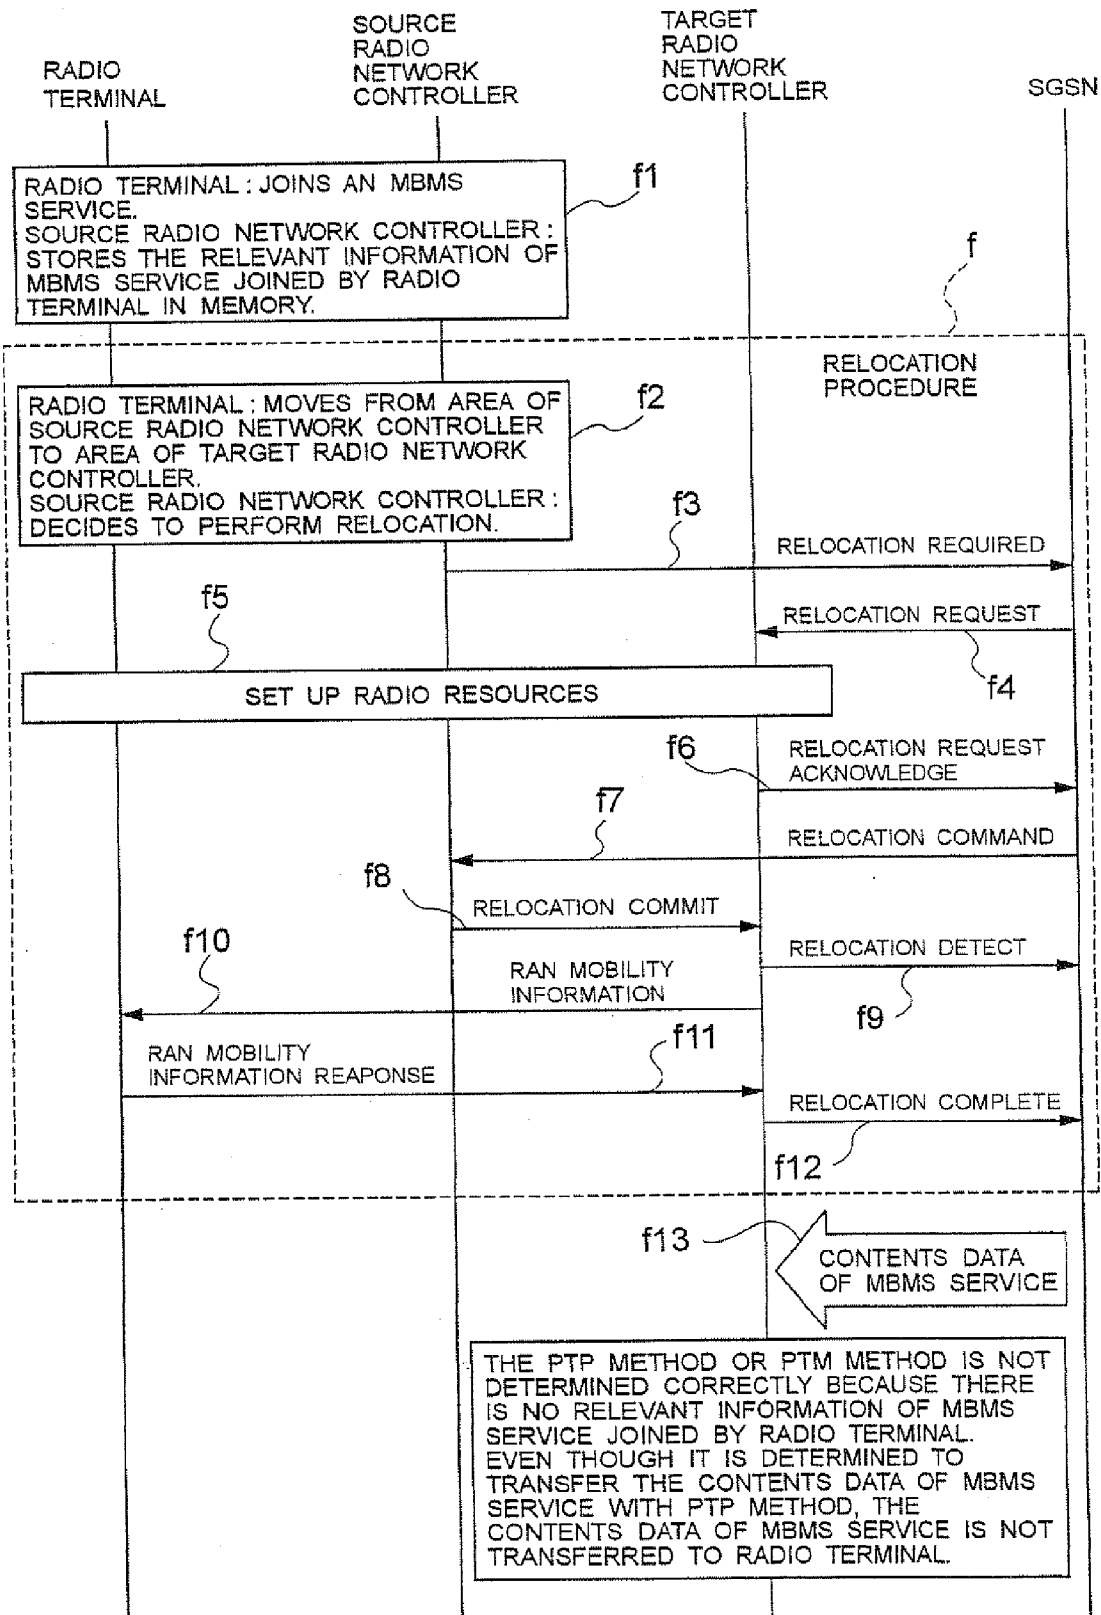 RADIO
TERMINAL
SOURCE
RADIO
NETWORK
CONTROLLER
TARGET
RADIO
NETWORK
CONTROLLER
SGSN
f1
RADIO TERMINAL : JOINS AN MBMS
SERVICE.
SOURCE RADIO NETWORK CONTROLLER :
STORES THE RELEVANT INFORMATION OF
MBMS SERVICE JOINED BY RADIO
TERMINAL IN MEMORY.
f
RELOCATION
PROCEDURE
f2
RADIO TERMINAL : MOVES FROM AREA OF
SOURCE RADIO NETWORK CONTROLLER
TO AREA OF TARGET RADIO NETWORK
CONTROLLER.
SOURCE RADIO NETWORK CONTROLLER :
DECIDES TO PERFORM RELOCATION.
f3
RELOCATION REQUIRED
f5
RELOCATION REQUEST
f4
SET UP RADIO RESOURCES
f6
RELOCATION REQUEST
ACKNOWLEDGE
f7
RELOCATION COMMAND
f8
RELOCATION COMMIT
f10
RELOCATION DETECT
RAN MOBILITY
INFORMATION
f9
f11
RAN MOBILITY
INFORMATION REAPONSE
RELOCATION COMPLETE
f12
f13
CONTENTS DATA
OF MBMS SERVICE
THE PTP METHOD OR PTM METHOD IS NOT
DETERMINED CORRECTLY BECAUSE THERE
IS NO RELEVANT INFORMATION OF MBMS
SERVICE JOINED BY RADIO TERMINAL.
EVEN THOUGH IT IS DETERMINED TO
TRANSFER THE CONTENTS DATA OF MBMS
SERVICE WITH PTP METHOD, THE
CONTENTS DATA OF MBMS SERVICE IS NOT
TRANSFERRED TO RADIO TERMINAL.